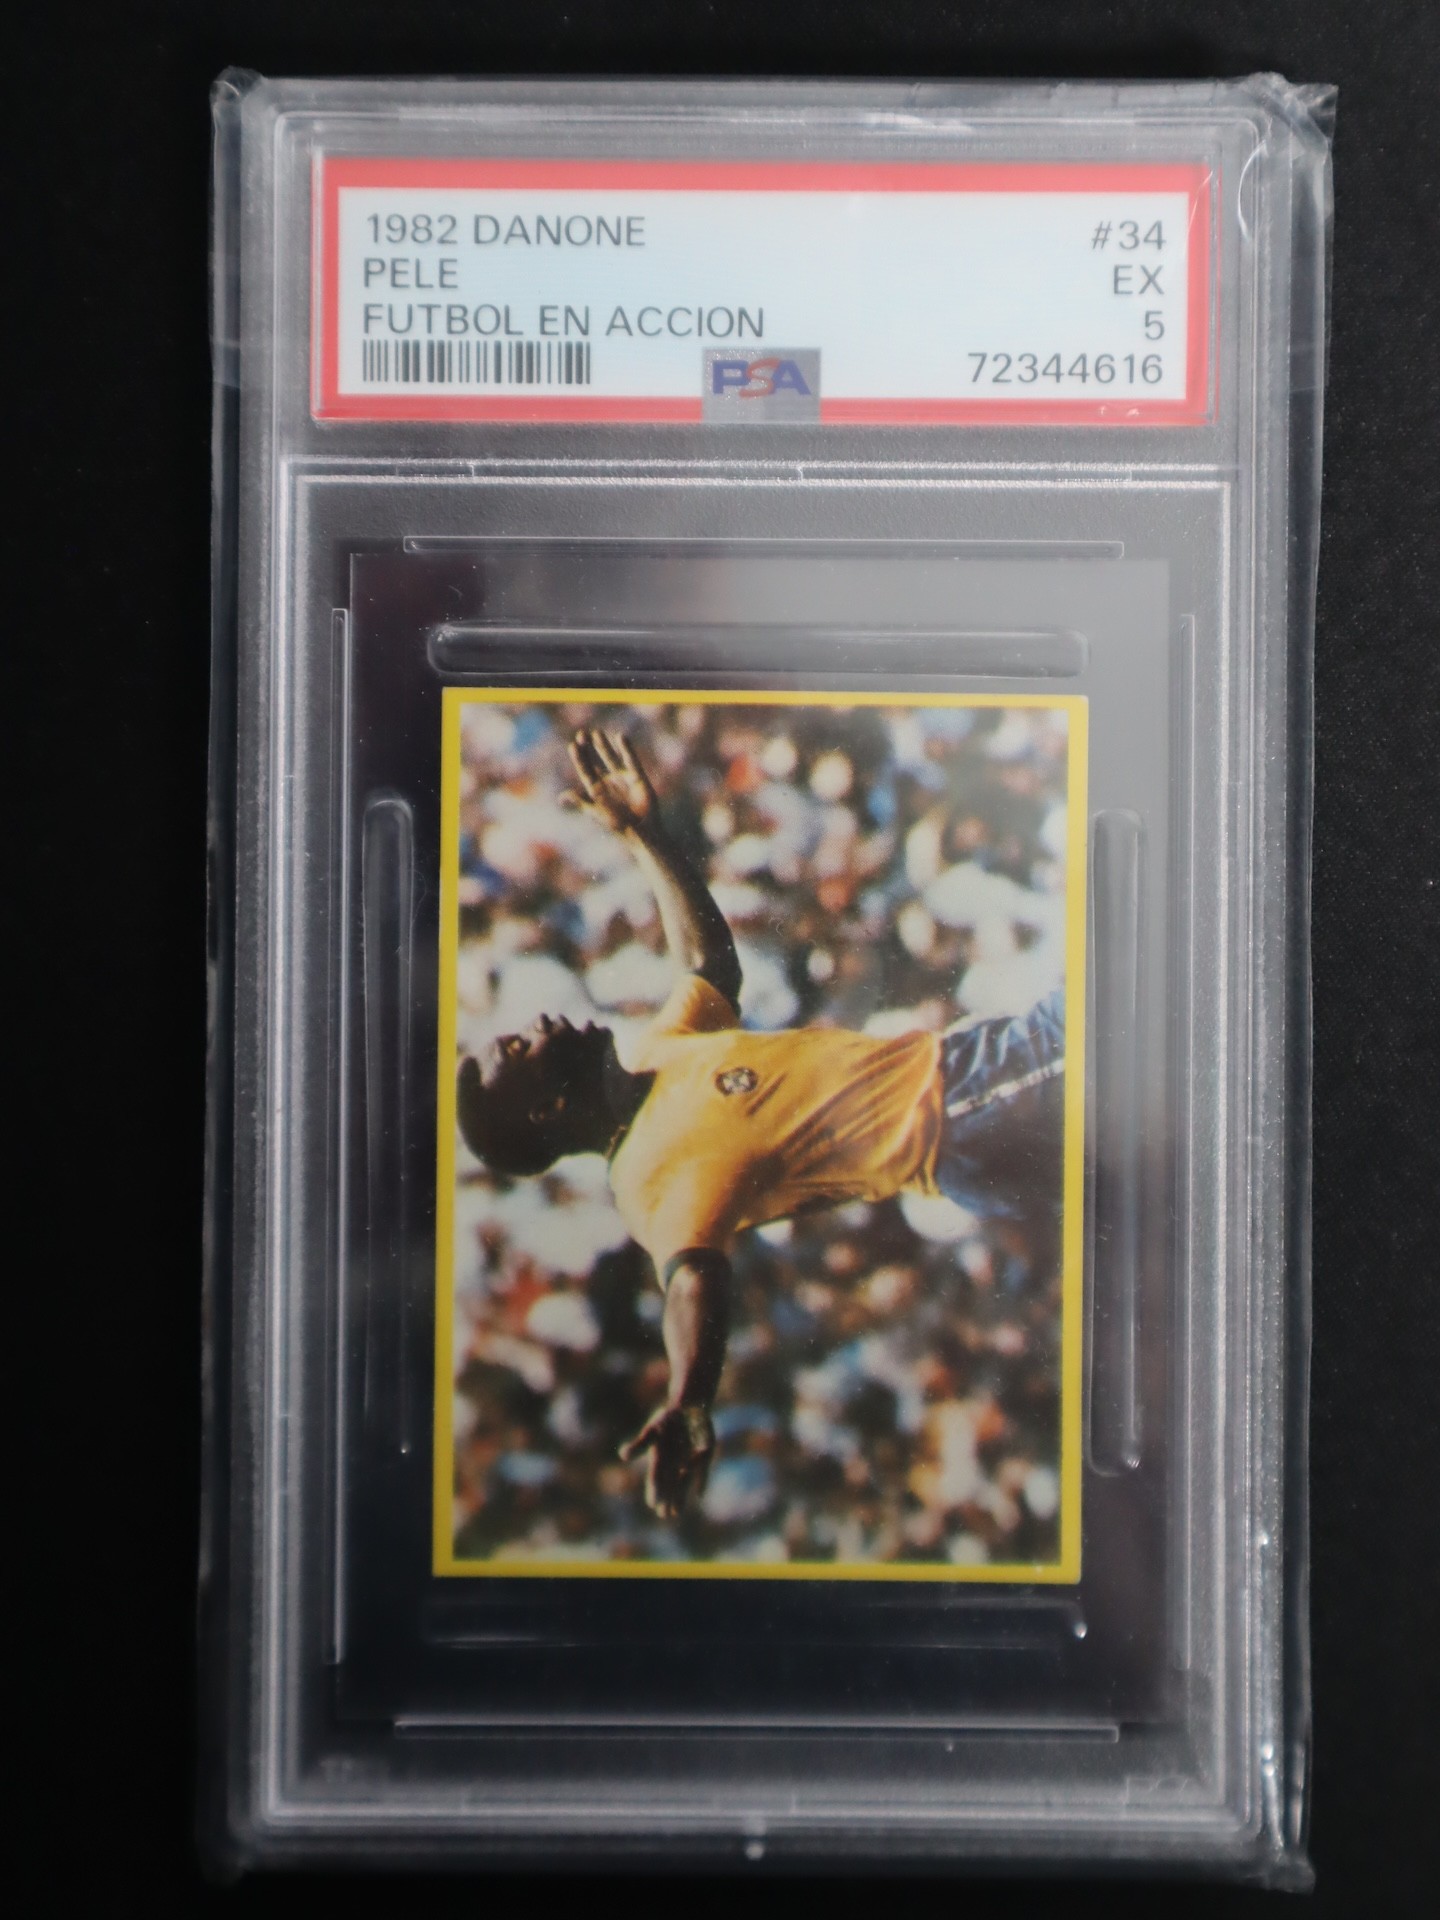 1982 DANONE #34
PELE EX
FUTBOL EN ACCION 5
PSA 72344616